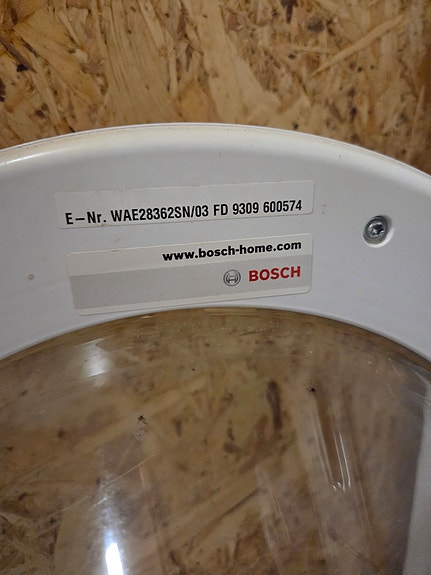 E-Nr. WAE28362SN/03 FD 9309 600574
www.bosch-home.com
BOSCH